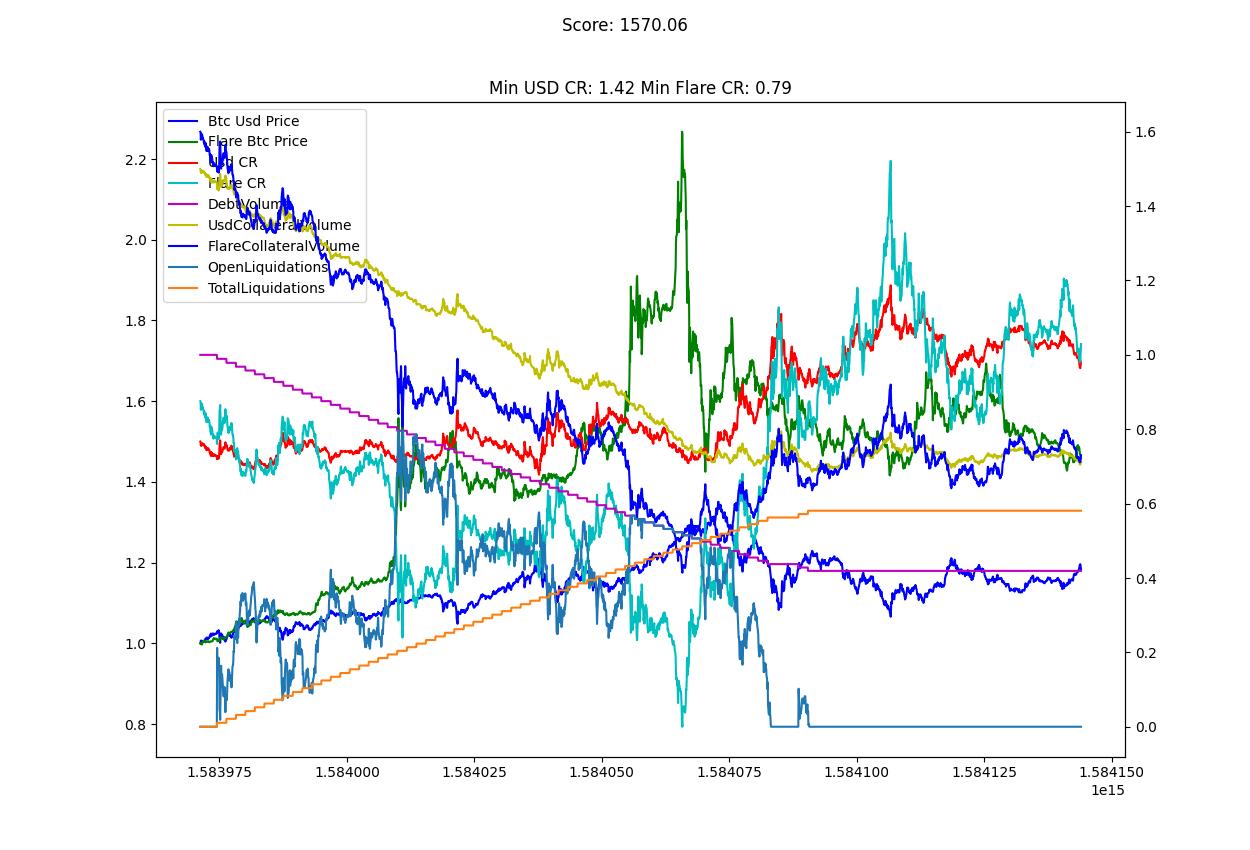 Score: 1570.06
Min USD CR: 1.42 Min Flare CR: 0.79
Btc Usd Price
Flare Btc Price
Usd CR
Flare CR
DebtVolume
UsdCollateralVolume
FlareCollateralVolume
OpenLiquidations
TotalLiquidations
2.2
2.0
1.8
1.6
1.4
1.2
1.0
0.8
1.6
1.4
1.2
1.0
0.8
0.6
0.4
0.2
0.0
1.583975 1.584000 1.584025 1.584050 1.584075 1.584100 1.584125 1.584150
1e15